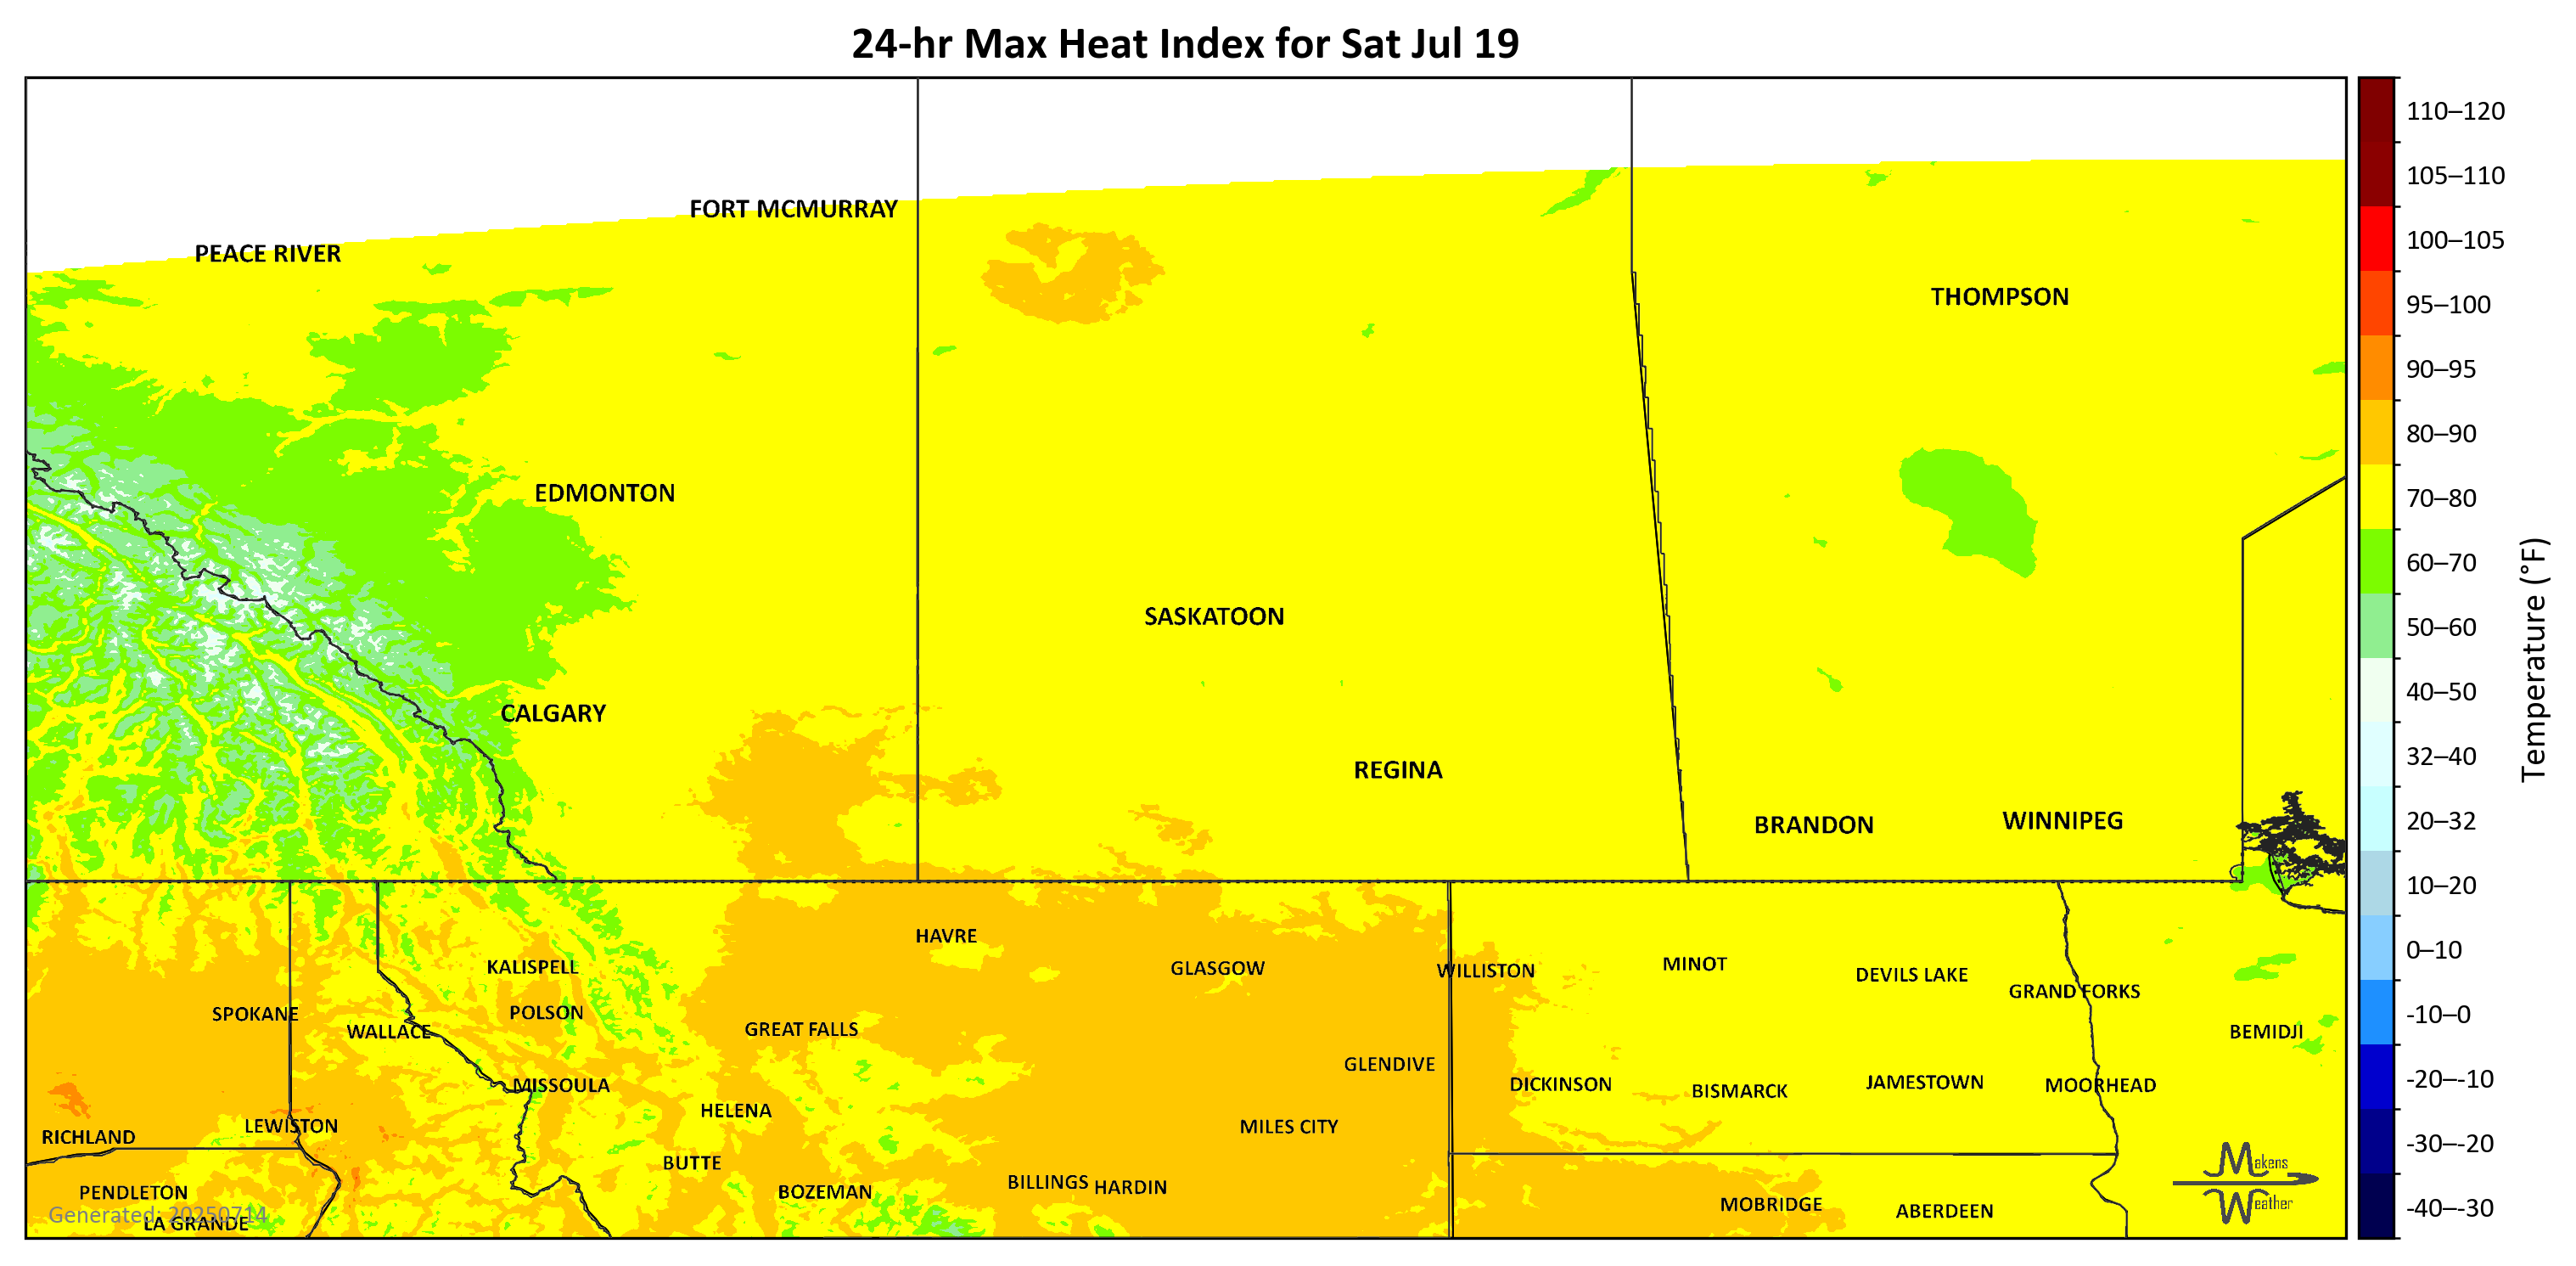 24-hr Max Heat Index for Sat Jul 19
FORT MCMURRAY
PEACE RIVER
THOMPSON
EDMONTON
SASKATOON
CALGARY
REGINA
BRANDON
WINNIPEG
HAVRE
KALISPELL
GLASGOW
WILLISTON
MINOT
DEVILS LAKE
GRAND FORKS
SPOKANE
POLSON
WALLACE
GREAT FALLS
BEMIDJI
GLENDIVE
MISSOULA
DICKINSON
BISMARCK
JAMESTOWN
MOORHEAD
HELENA
LEWISTON
RICHLAND
MILES CITY
BUTTE
BILLINGS
HARDIN
PENDLETON
BOZEMAN
MOBRIDGE
ABERDEEN
LA GRANDE
Generated: 20250714
Makens
Weather
110–120
105–110
100–105
95–100
90–95
80–90
70–80
60–70
50–60
40–50
32–40
20–32
10–20
0–10
-10–0
-20–-10
-30–-20
-40–-30
Temperature (°F)